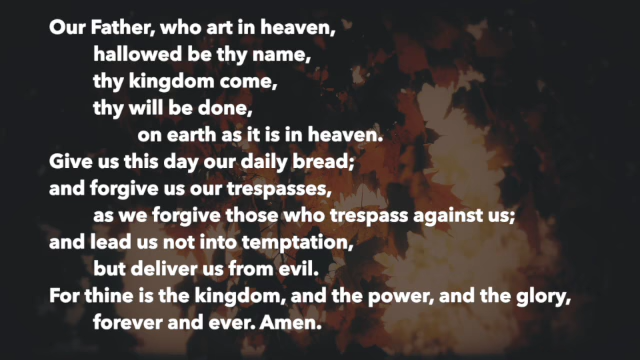 Our Father, who art in heaven,
hallowed be thy name,
thy kingdom come,
thy will be done,
on earth as it is in heaven.
Give us this day our daily bread;
and forgive us our trespasses,
as we forgive those who trespass against us;
and lead us not into temptation,
but deliver us from evil.
For thine is the kingdom, and the power, and the glory,
forever and ever. Amen.